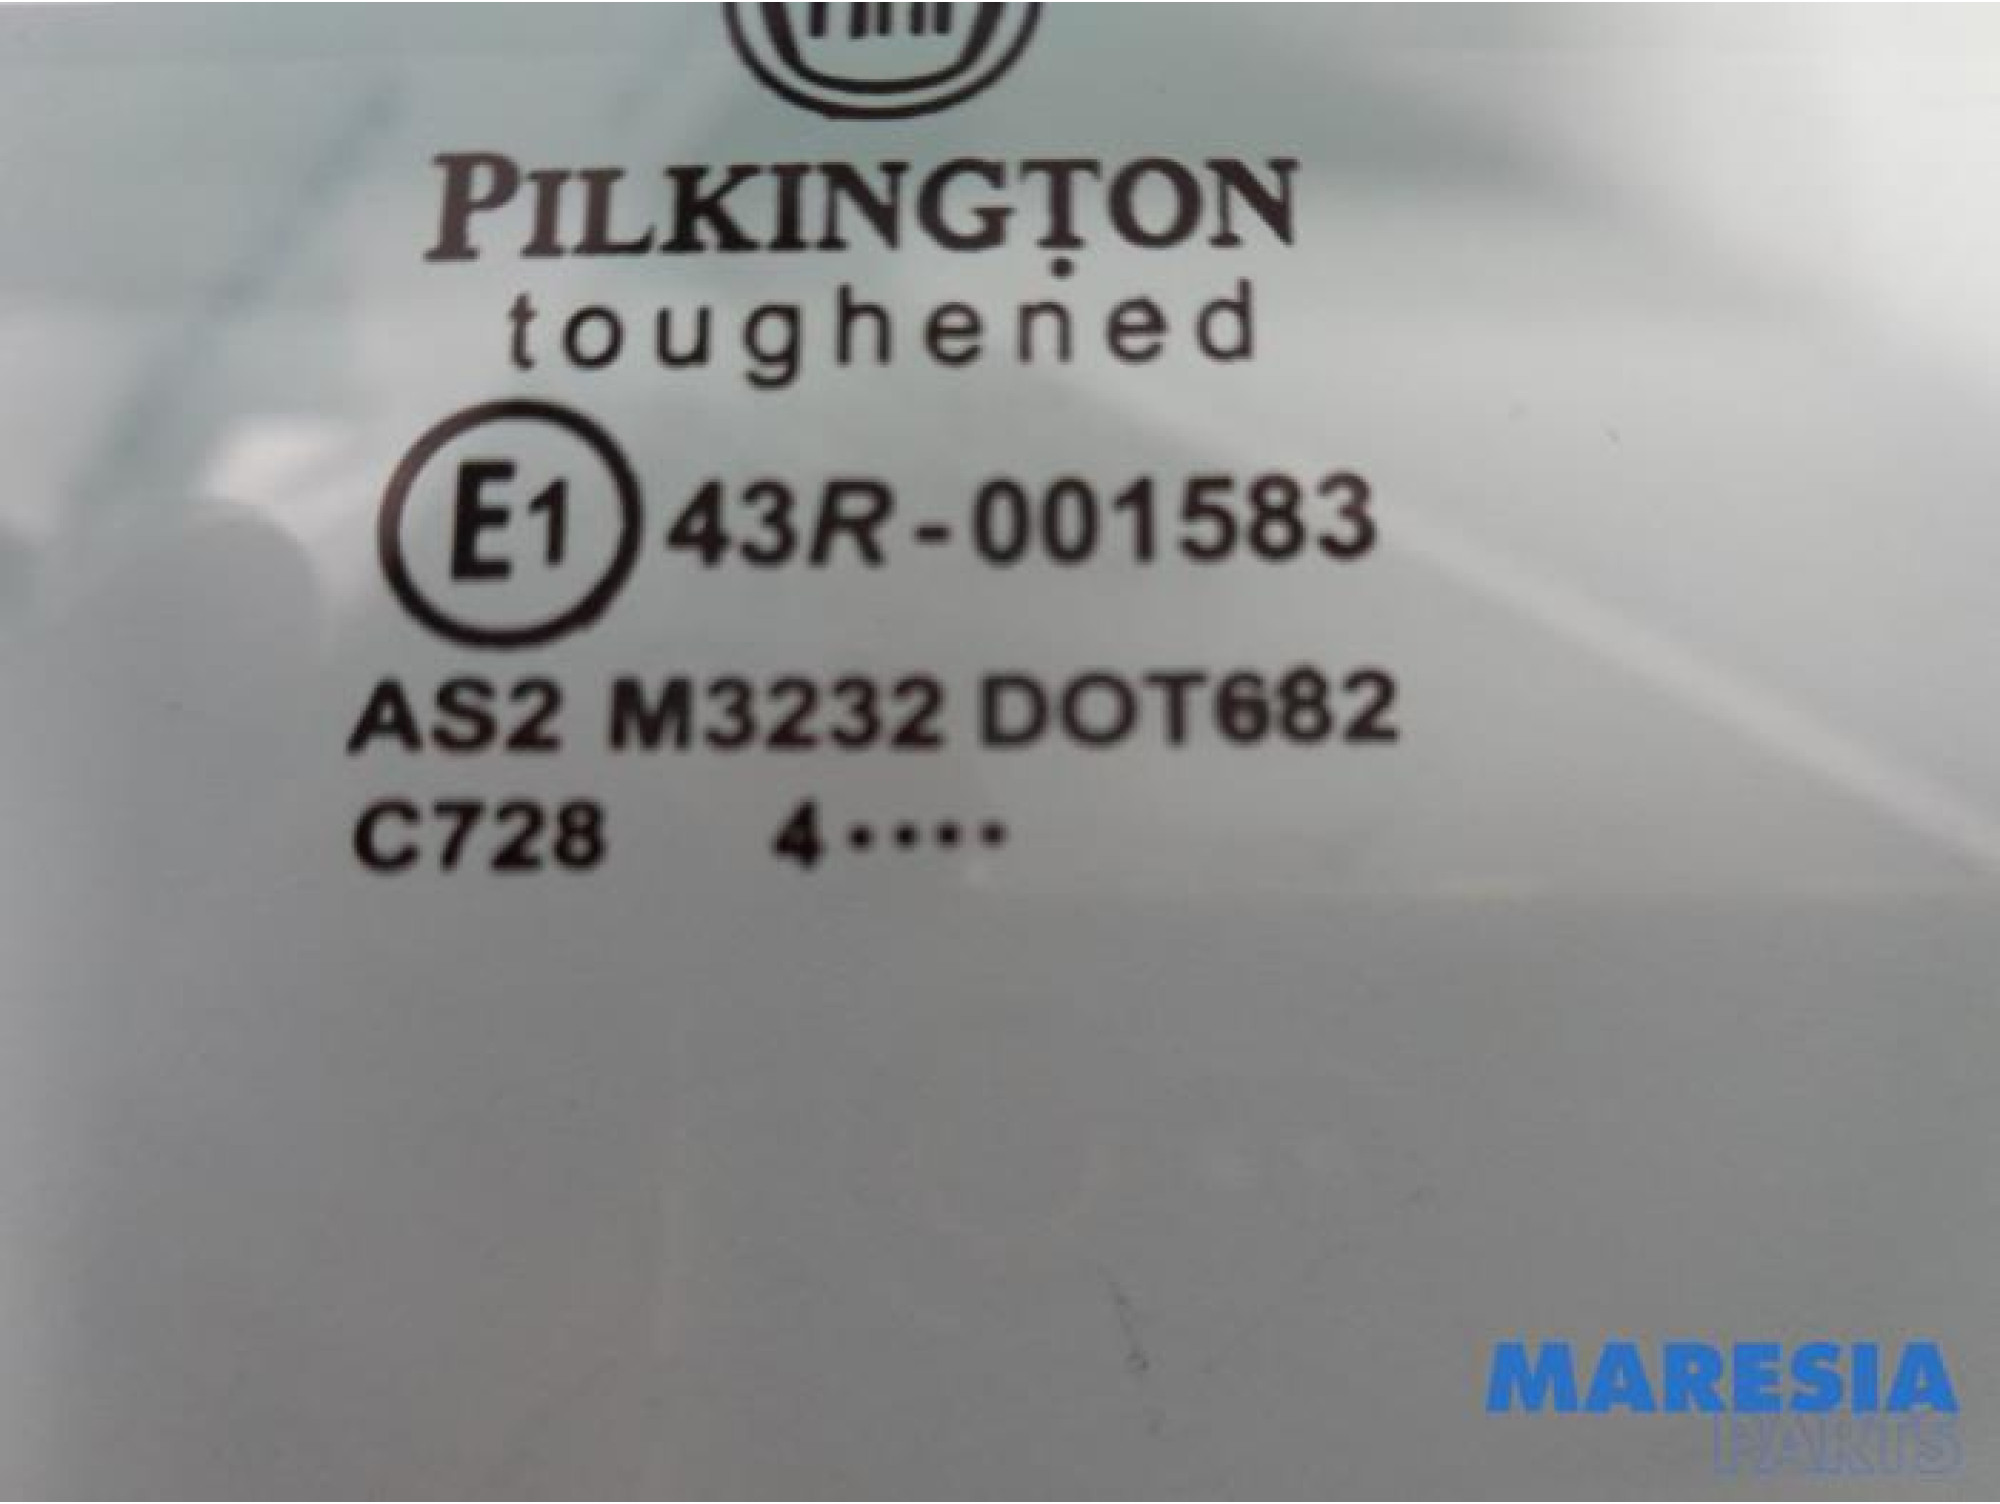 PILKINGTON
toughened
E1 43R-001583
AS2 M3232 DOT682
C728 4····
MARESIA
PARTS